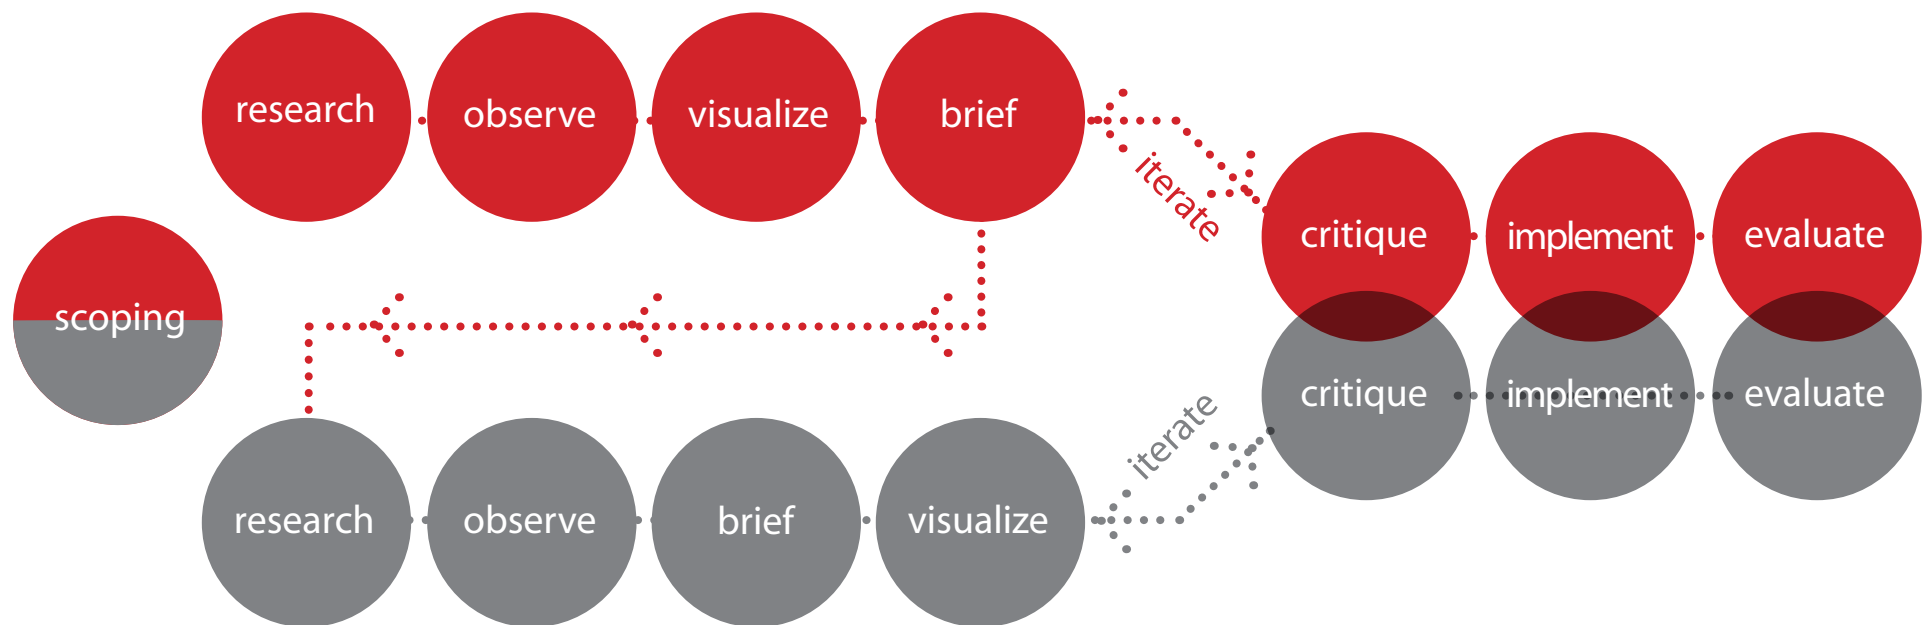 research
observe
visualize
brief
iterate
critique
implement
evaluate
scoping
critique
implement
evaluate
iterate
research
observe
brief
visualize